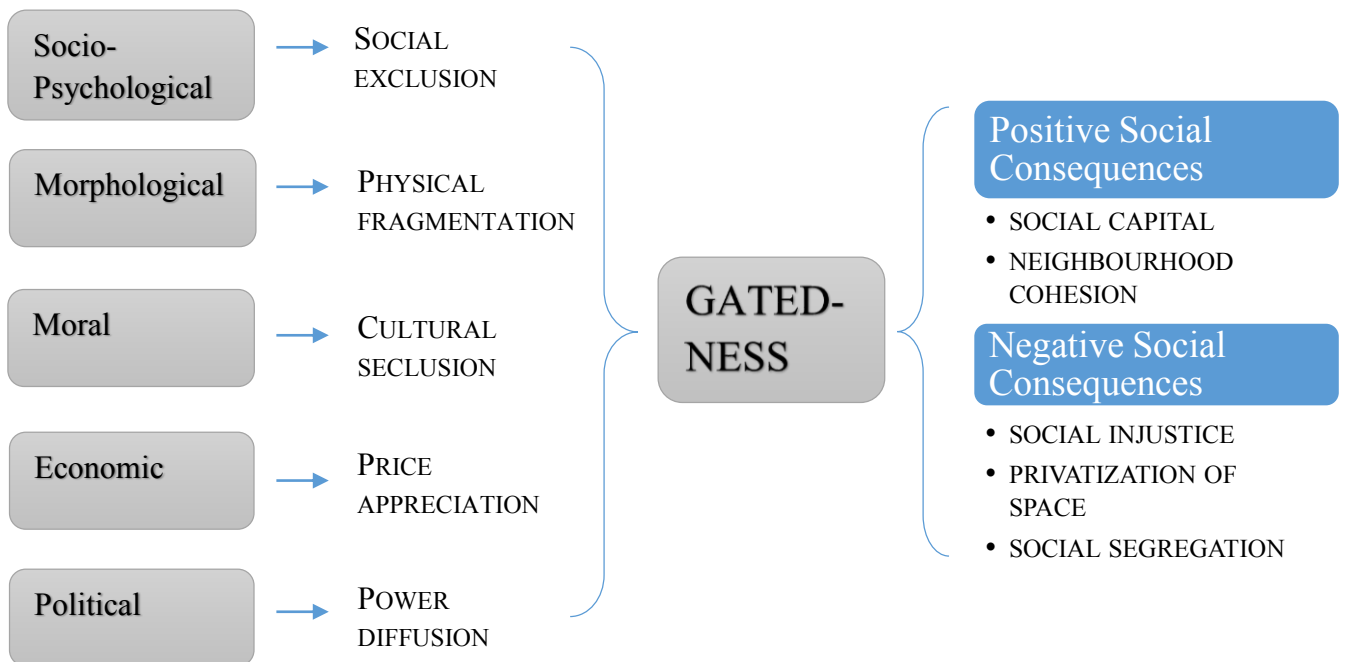 Socio-
Psychological
SOCIAL
EXCLUSION
Morphological
PHYSICAL
FRAGMENTATION
Moral
CULTURAL
SECLUSION
Economic
PRICE
APPRECIATION
Political
POWER
DIFFUSION
GATED-
NESS
Positive Social
Consequences
• SOCIAL CAPITAL
• NEIGHBOURHOOD
COHESION
Negative Social
Consequences
• SOCIAL INJUSTICE
• PRIVATIZATION OF
SPACE
• SOCIAL SEGREGATION